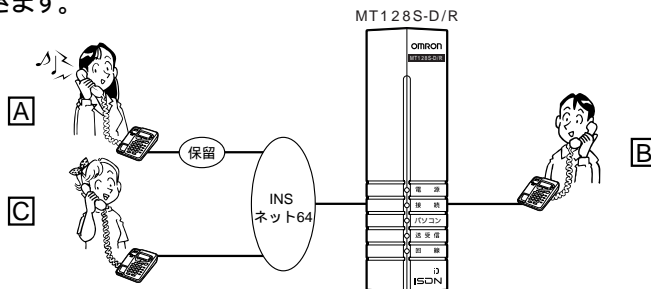 きます。
MT128S-D/R
OMRON
MT128S-D/R
A
保留
B
C
INS
ネット64
電 源
接 続
パソコン
送 受 信
回 線
ISDN